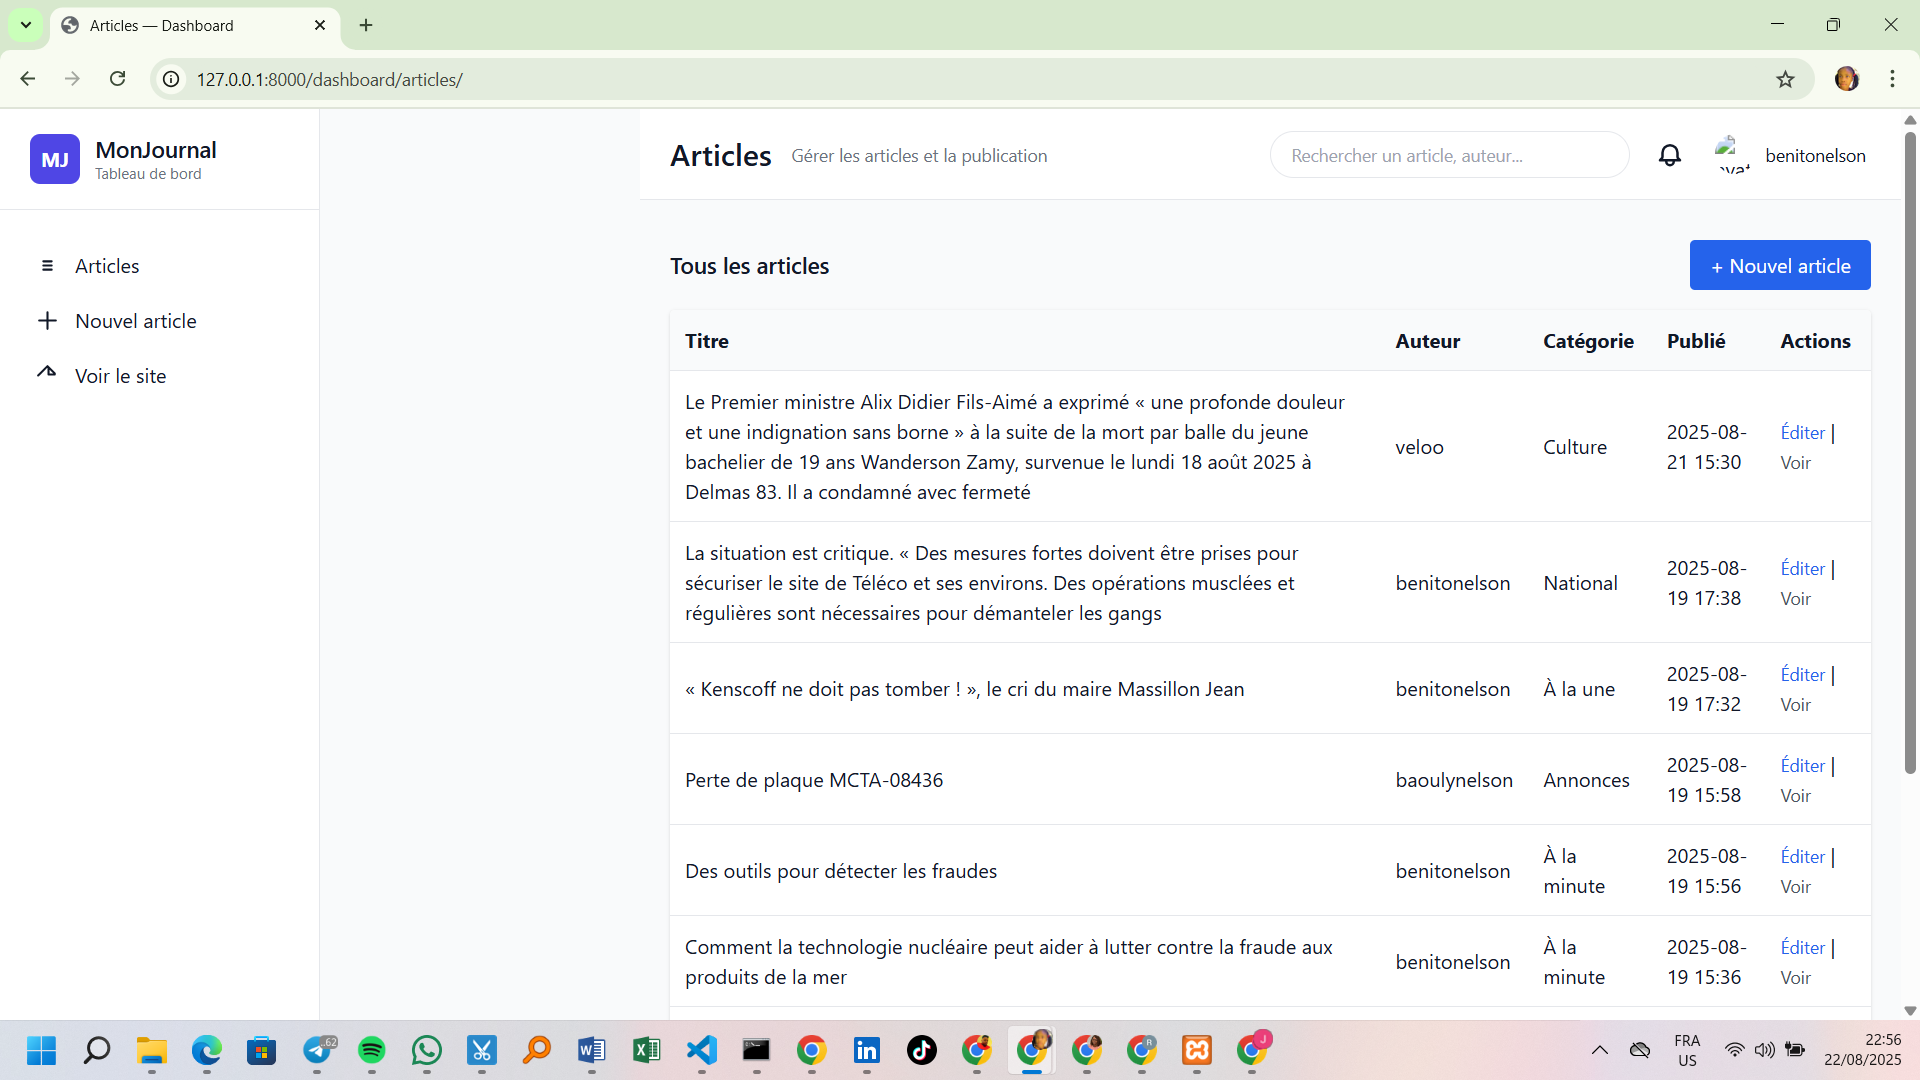 Articles — Dashboard
127.0.0.1:8000/dashboard/articles/
MJ
MonJournal
Tableau de bord
Articles
Nouvel article
Voir le site
Articles
Gérer les articles et la publication
Rechercher un article, auteur...
benitonelson
Tous les articles
+ Nouvel article
Titre
Auteur
Catégorie
Publié
Actions
Le Premier ministre Alix Didier Fils-Aimé a exprimé « une profonde douleur
et une indignation sans borne » à la suite de la mort par balle du jeune
bachelier de 19 ans Wanderson Zamy, survenue le lundi 18 août 2025 à
Delmas 83. Il a condamné avec fermeté
veloo
Culture
2025-08-
21 15:30
Éditer |
Voir
La situation est critique. « Des mesures fortes doivent être prises pour
sécuriser le site de Téléco et ses environs. Des opérations musclées et
régulières sont nécessaires pour démanteler les gangs
benitonelson
National
2025-08-
19 17:38
Éditer |
Voir
« Kenscoff ne doit pas tomber ! », le cri du maire Massillon Jean
benitonelson
À la une
2025-08-
19 17:32
Éditer |
Voir
Perte de plaque MCTA-08436
baoulynelson
Annonces
2025-08-
19 15:58
Éditer |
Voir
Des outils pour détecter les fraudes
benitonelson
À la
minute
2025-08-
19 15:56
Éditer |
Voir
Comment la technologie nucléaire peut aider à lutter contre la fraude aux
produits de la mer
benitonelson
À la
minute
2025-08-
19 15:36
Éditer |
Voir
FRA
US
22:56
22/08/2025